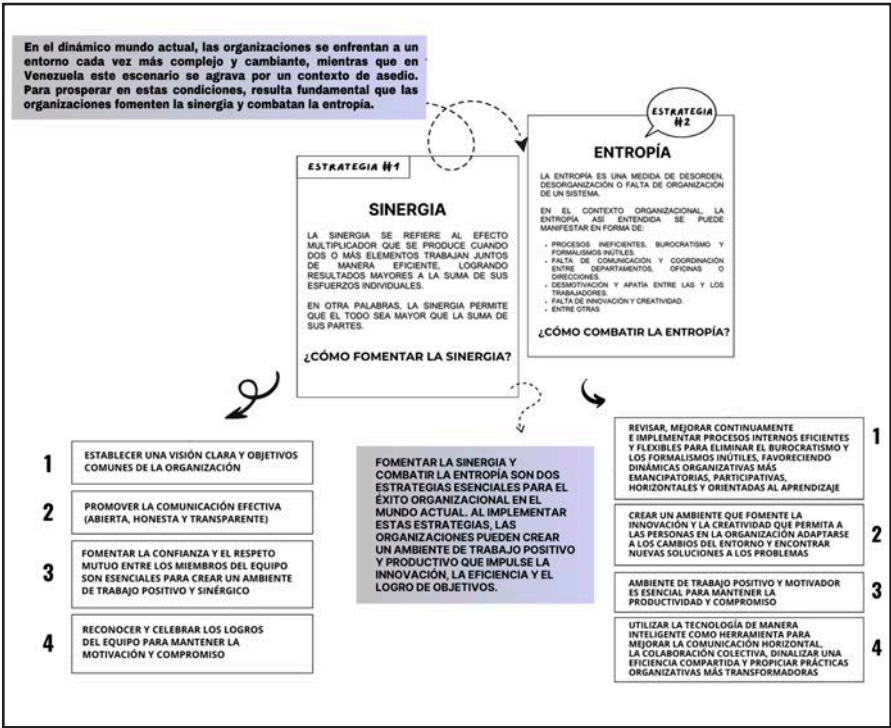 En el dinámico mundo actual, las organizaciones se enfrentan a un
entorno cada vez más complejo y cambiante, mientras que en
Venezuela este escenario se agrava por un contexto de asedio.
Para prosperar en estas condiciones, resulta fundamental que las
organizaciones fomenten la sinergia y combatan la entropía.
ESTRATEGIA #1
SINERGIA
LA SINERGIA SE REFIERE AL EFECTO
MULTIPLICADOR QUE SE PRODUCE CUANDO
DOS O MÁS ELEMENTOS TRABAJAN JUNTOS
DE MANERA EFICIENTE, LOGRANDO
RESULTADOS MAYORES A LA SUMA DE SUS
ESFUERZOS INDIVIDUALES.
EN OTRA PALABRAS, LA SINERGIA PERMITE
QUE EL TODO SEA MAYOR QUE LA SUMA DE
SUS PARTES.
¿CÓMO FOMENTAR LA SINERGIA?
ESTRATEGIA
#2
ENTROPÍA
LA ENTROPÍA ES UNA MEDIDA DE DESORDEN,
DESORGANIZACIÓN O FALTA DE ORGANIZACIÓN
DE UN SISTEMA.
EN EL CONTEXTO ORGANIZACIONAL, LA
ENTROPÍA ASÍ ENTENDIDA SE PUEDE
MANIFESTAR EN FORMA DE:
• PROCESOS INEFICIENTES, BUROCRATISMO Y
FORMALISMOS INÚTILES.
• FALTA DE COMUNICACIÓN Y COORDINACIÓN
ENTRE DEPARTAMENTOS, OFICINAS O
DIRECCIONES.
• DESMOTIVACIÓN Y APATÍA ENTRE LAS Y LOS
TRABAJADORES.
• FALTA DE INNOVACIÓN Y CREATIVIDAD.
• ENTRE OTRAS
¿CÓMO COMBATIR LA ENTROPÍA?
1
ESTABLECER UNA VISIÓN CLARA Y OBJETIVOS
COMUNES DE LA ORGANIZACIÓN
2
PROMOVER LA COMUNICACIÓN EFECTIVA
(ABIERTA, HONESTA Y TRANSPARENTE)
3
FOMENTAR LA CONFIANZA Y EL RESPETO
MUTUO ENTRE LOS MIEMBROS DEL EQUIPO
SON ESENCIALES PARA CREAR UN AMBIENTE
DE TRABAJO POSITIVO Y SINÉRGICO
4
RECONOCER Y CELEBRAR LOS LOGROS
DEL EQUIPO PARA MANTENER LA
MOTIVACIÓN Y COMPROMISO
FOMENTAR LA SINERGIA Y
COMBATIR LA ENTROPÍA SON DOS
ESTRATEGIAS ESENCIALES PARA EL
ÉXITO ORGANIZACIONAL EN EL
MUNDO ACTUAL. AL IMPLEMENTAR
ESTAS ESTRATEGIAS, LAS
ORGANIZACIONES PUEDEN CREAR
UN AMBIENTE DE TRABAJO POSITIVO
Y PRODUCTIVO QUE IMPULSE LA
INNOVACIÓN, LA EFICIENCIA Y EL
LOGRO DE OBJETIVOS.
REVISAR, MEJORAR CONTINUAMENTE
E IMPLEMENTAR PROCESOS INTERNOS EFICIENTES
Y FLEXIBLES PARA ELIMINAR EL BUROCRATISMO Y
LOS FORMALISMOS INÚTILES, FAVORECIENDO
DINÁMICAS ORGANIZATIVAS MÁS
EMANCIPATORIAS, PARTICIPATIVAS,
HORIZONTALES Y ORIENTADAS AL APRENDIZAJE
1
CREAR UN AMBIENTE QUE FOMENTE LA
INNOVACIÓN Y LA CREATIVIDAD QUE PERMITA A
LAS PERSONAS EN LA ORGANIZACIÓN ADAPTARSE
A LOS CAMBIOS DEL ENTORNO Y ENCONTRAR
NUEVAS SOLUCIONES A LOS PROBLEMAS
2
AMBIENTE DE TRABAJO POSITIVO Y MOTIVADOR
ES ESENCIAL PARA MANTENER LA
PRODUCTIVIDAD Y COMPROMISO
3
UTILIZAR LA TECNOLOGÍA DE MANERA
INTELIGENTE COMO HERRAMIENTA PARA
MEJORAR LA COMUNICACIÓN HORIZONTAL,
LA COLABORACIÓN COLECTIVA, DINALIZAR UNA
EFICIENCIA COMPARTIDA Y PROPICIAR PRÁCTICAS
ORGANIZATIVAS MÁS TRANSFORMADORAS
4